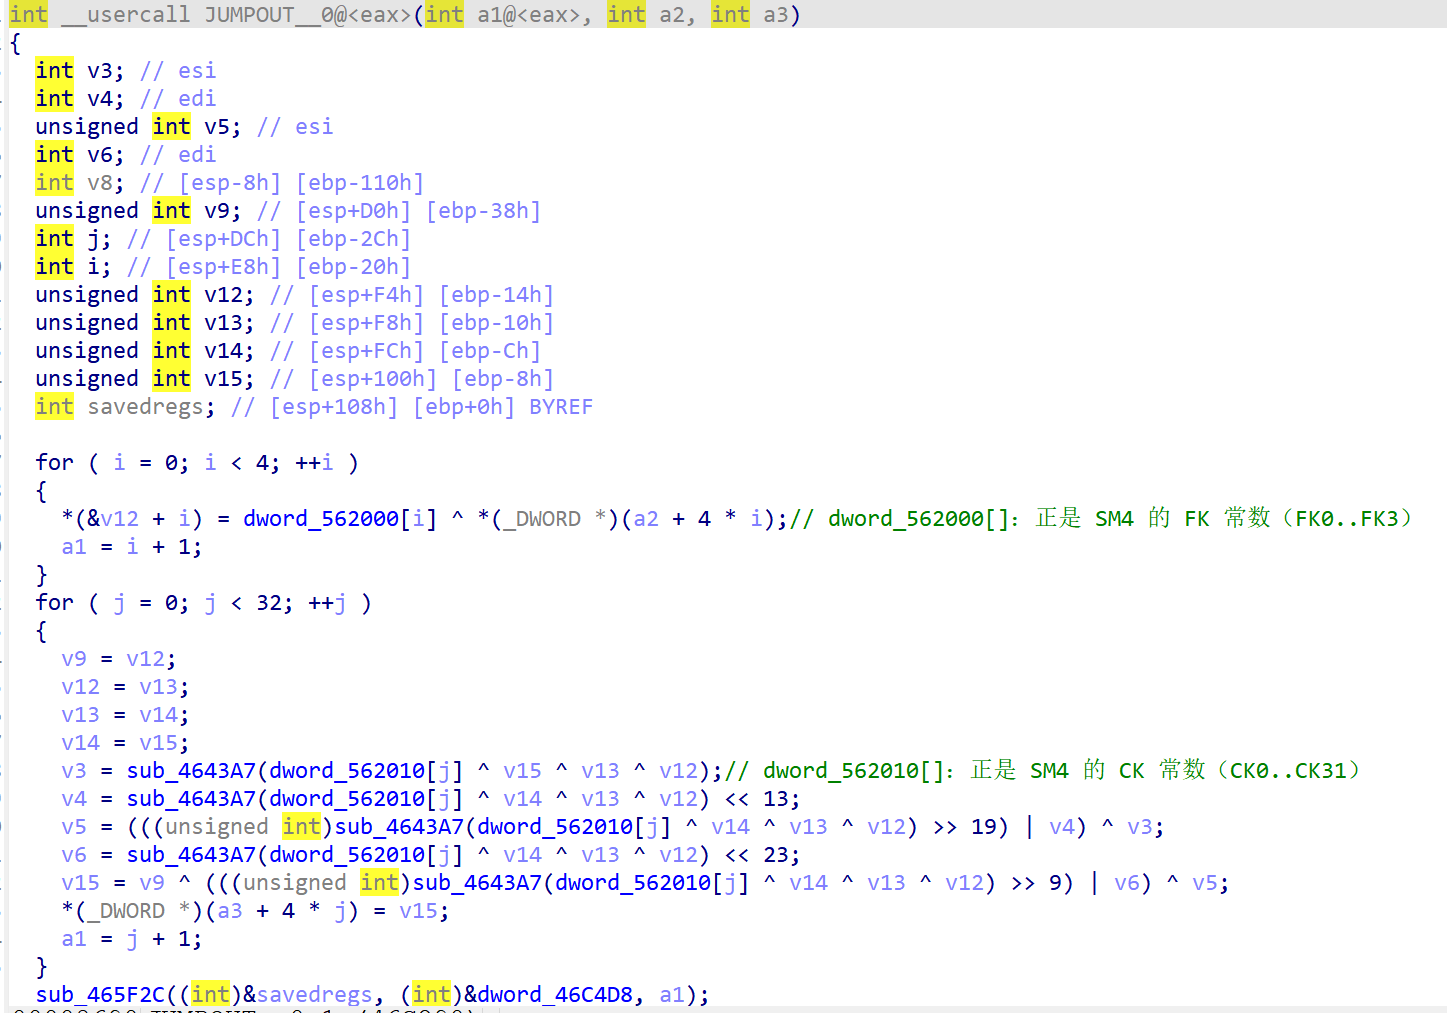 int __usercall JUMPOUT__0@<eax>(int a1@<eax>, int a2, int a3)
{
  int v3; // esi
  int v4; // edi
  unsigned int v5; // esi
  int v6; // edi
  int v8; // [esp-8h] [ebp-110h]
  unsigned int v9; // [esp+D0h] [ebp-38h]
  int j; // [esp+DCh] [ebp-2Ch]
  int i; // [esp+E8h] [ebp-20h]
  unsigned int v12; // [esp+F4h] [ebp-14h]
  unsigned int v13; // [esp+F8h] [ebp-10h]
  unsigned int v14; // [esp+FCh] [ebp-Ch]
  unsigned int v15; // [esp+100h] [ebp-8h]
  int savedregs; // [esp+108h] [ebp+0h] BYREF

  for ( i = 0; i < 4; ++i )
  {
    *(&v12 + i) = dword_562000[i] ^ *(_DWORD *)(a2 + 4 * i);// dword_562000[]：正是 SM4 的 FK 常数（FK0..FK3）
    a1 = i + 1;
  }
  for ( j = 0; j < 32; ++j )
  {
    v9 = v12;
    v12 = v13;
    v13 = v14;
    v14 = v15;
    v3 = sub_4643A7(dword_562010[j] ^ v15 ^ v13 ^ v12);// dword_562010[]：正是 SM4 的 CK 常数（CK0..CK31）
    v4 = sub_4643A7(dword_562010[j] ^ v14 ^ v13 ^ v12) << 13;
    v5 = (((unsigned int)sub_4643A7(dword_562010[j] ^ v14 ^ v13 ^ v12) >> 19) | v4) ^ v3;
    v6 = sub_4643A7(dword_562010[j] ^ v14 ^ v13 ^ v12) << 23;
    v15 = v9 ^ (((unsigned int)sub_4643A7(dword_562010[j] ^ v14 ^ v13 ^ v12) >> 9) | v6) ^ v5;
    *(_DWORD *)(a3 + 4 * j) = v15;
    a1 = j + 1;
  }
  sub_465F2C((int)&savedregs, (int)&dword_46C4D8, a1);